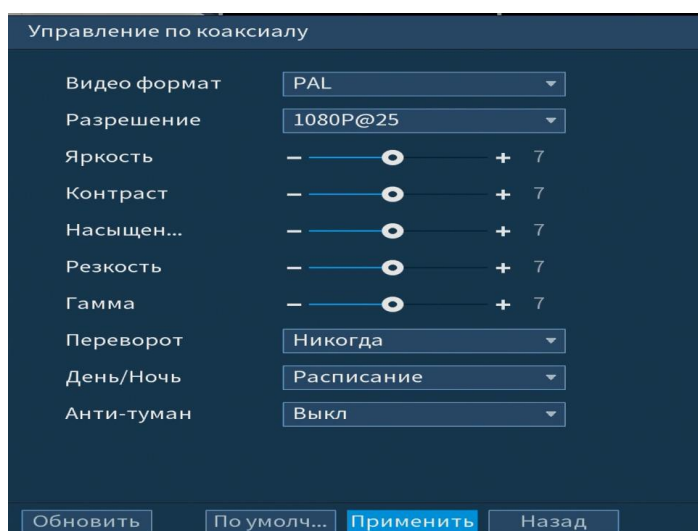 Управление по коаксиалу
Видео формат PAL
Разрешение 1080P@25
Яркость 7
Контраст 7
Насыщен... 7
Резкость 7
Гамма 7
Переворот Никогда
День/Ночь Расписание
Анти-туман Выкл
Обновить По умолч... Применить Назад